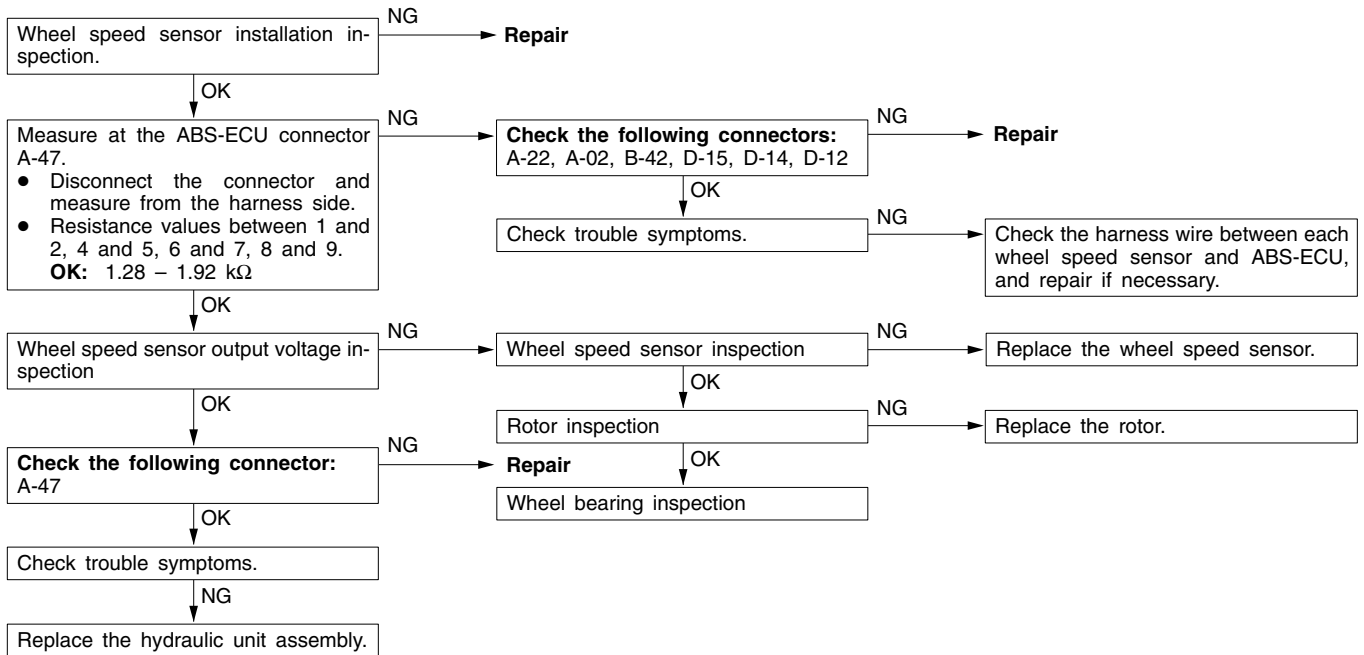 Wheel speed sensor installation in-
spection.
NG
Repair
OK
Measure at the ABS-ECU connector
A-47.
● Disconnect the connector and
measure from the harness side.
● Resistance values between 1 and
2, 4 and 5, 6 and 7, 8 and 9.
OK: 1.28 – 1.92 kΩ
NG
Check the following connectors:
A-22, A-02, B-42, D-15, D-14, D-12
NG
Repair
OK
Check trouble symptoms.
NG
Check the harness wire between each
wheel speed sensor and ABS-ECU,
and repair if necessary.
OK
Wheel speed sensor output voltage in-
spection
NG
Wheel speed sensor inspection
NG
Replace the wheel speed sensor.
OK
Rotor inspection
NG
Replace the rotor.
OK
Wheel bearing inspection
OK
Check the following connector:
A-47
NG
Repair
OK
Check trouble symptoms.
NG
Replace the hydraulic unit assembly.